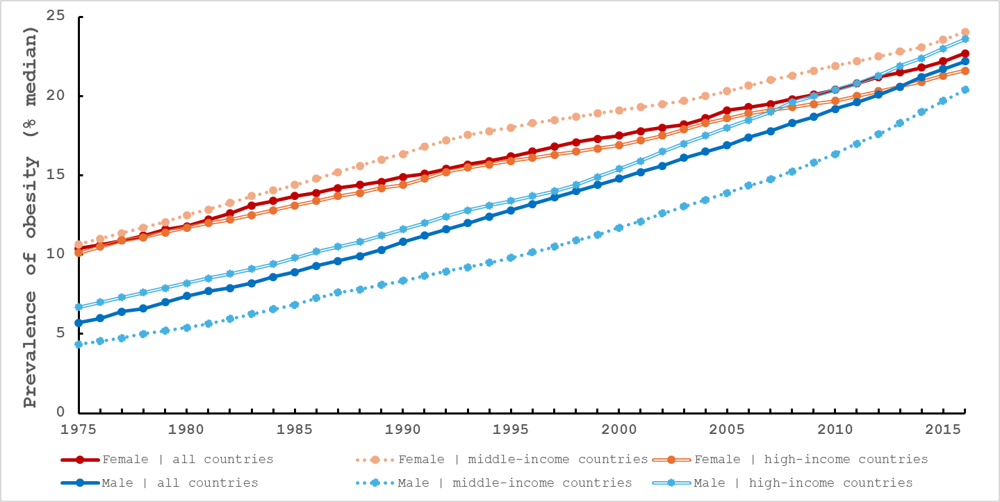 Prevalence of obesity (% median)
25
20
15
10
5
0
1975 1980 1985 1990 1995 2000 2005 2010 2015
Female | all countries Female | middle-income countries Female | high-income countries
Male | all countries Male | middle-income countries Male | high-income countries